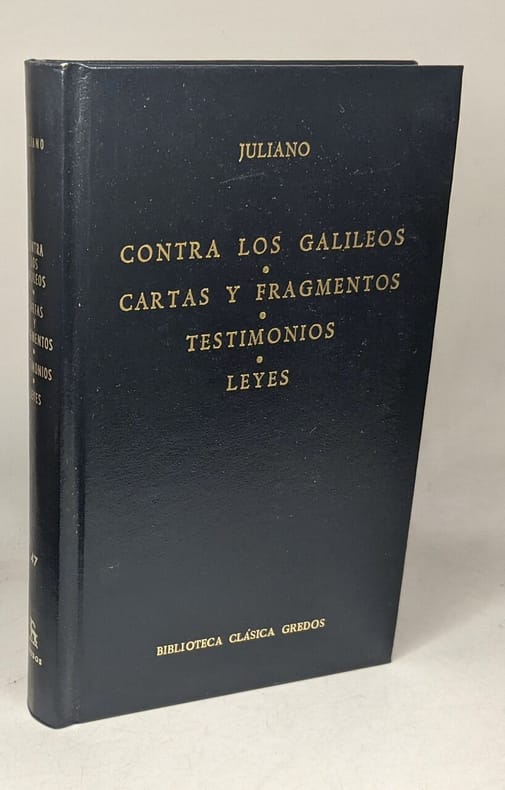 JULIANO
CONTRA LOS GALILEOS
•
CARTAS Y FRAGMENTOS
•
TESTIMONIOS
•
LEYES
BIBLIOTECA CLÁSICA GREDOS